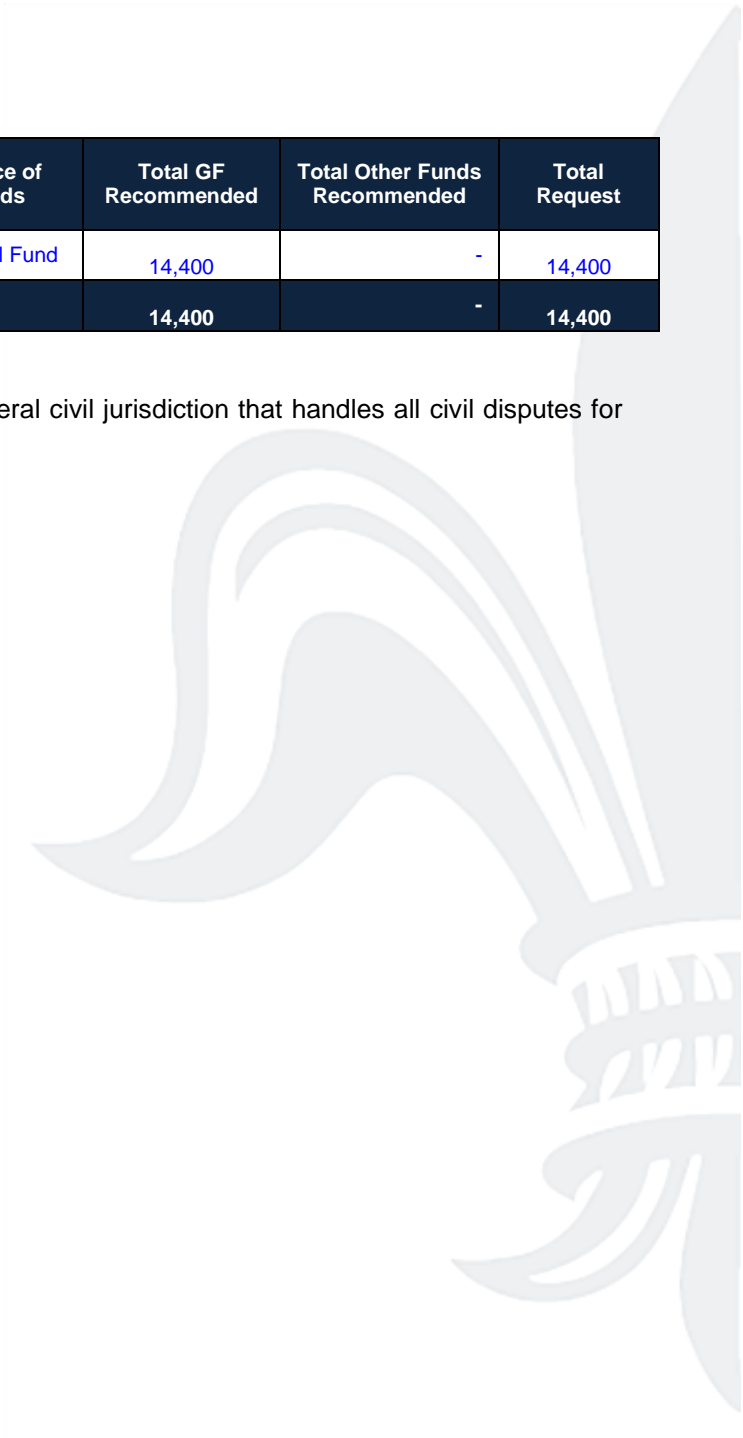 ce of Total GF Total Other Funds Total
ds Recommended Recommended Request
l Fund 14,400 - 14,400
14,400 - 14,400
eral civil jurisdiction that handles all civil disputes for